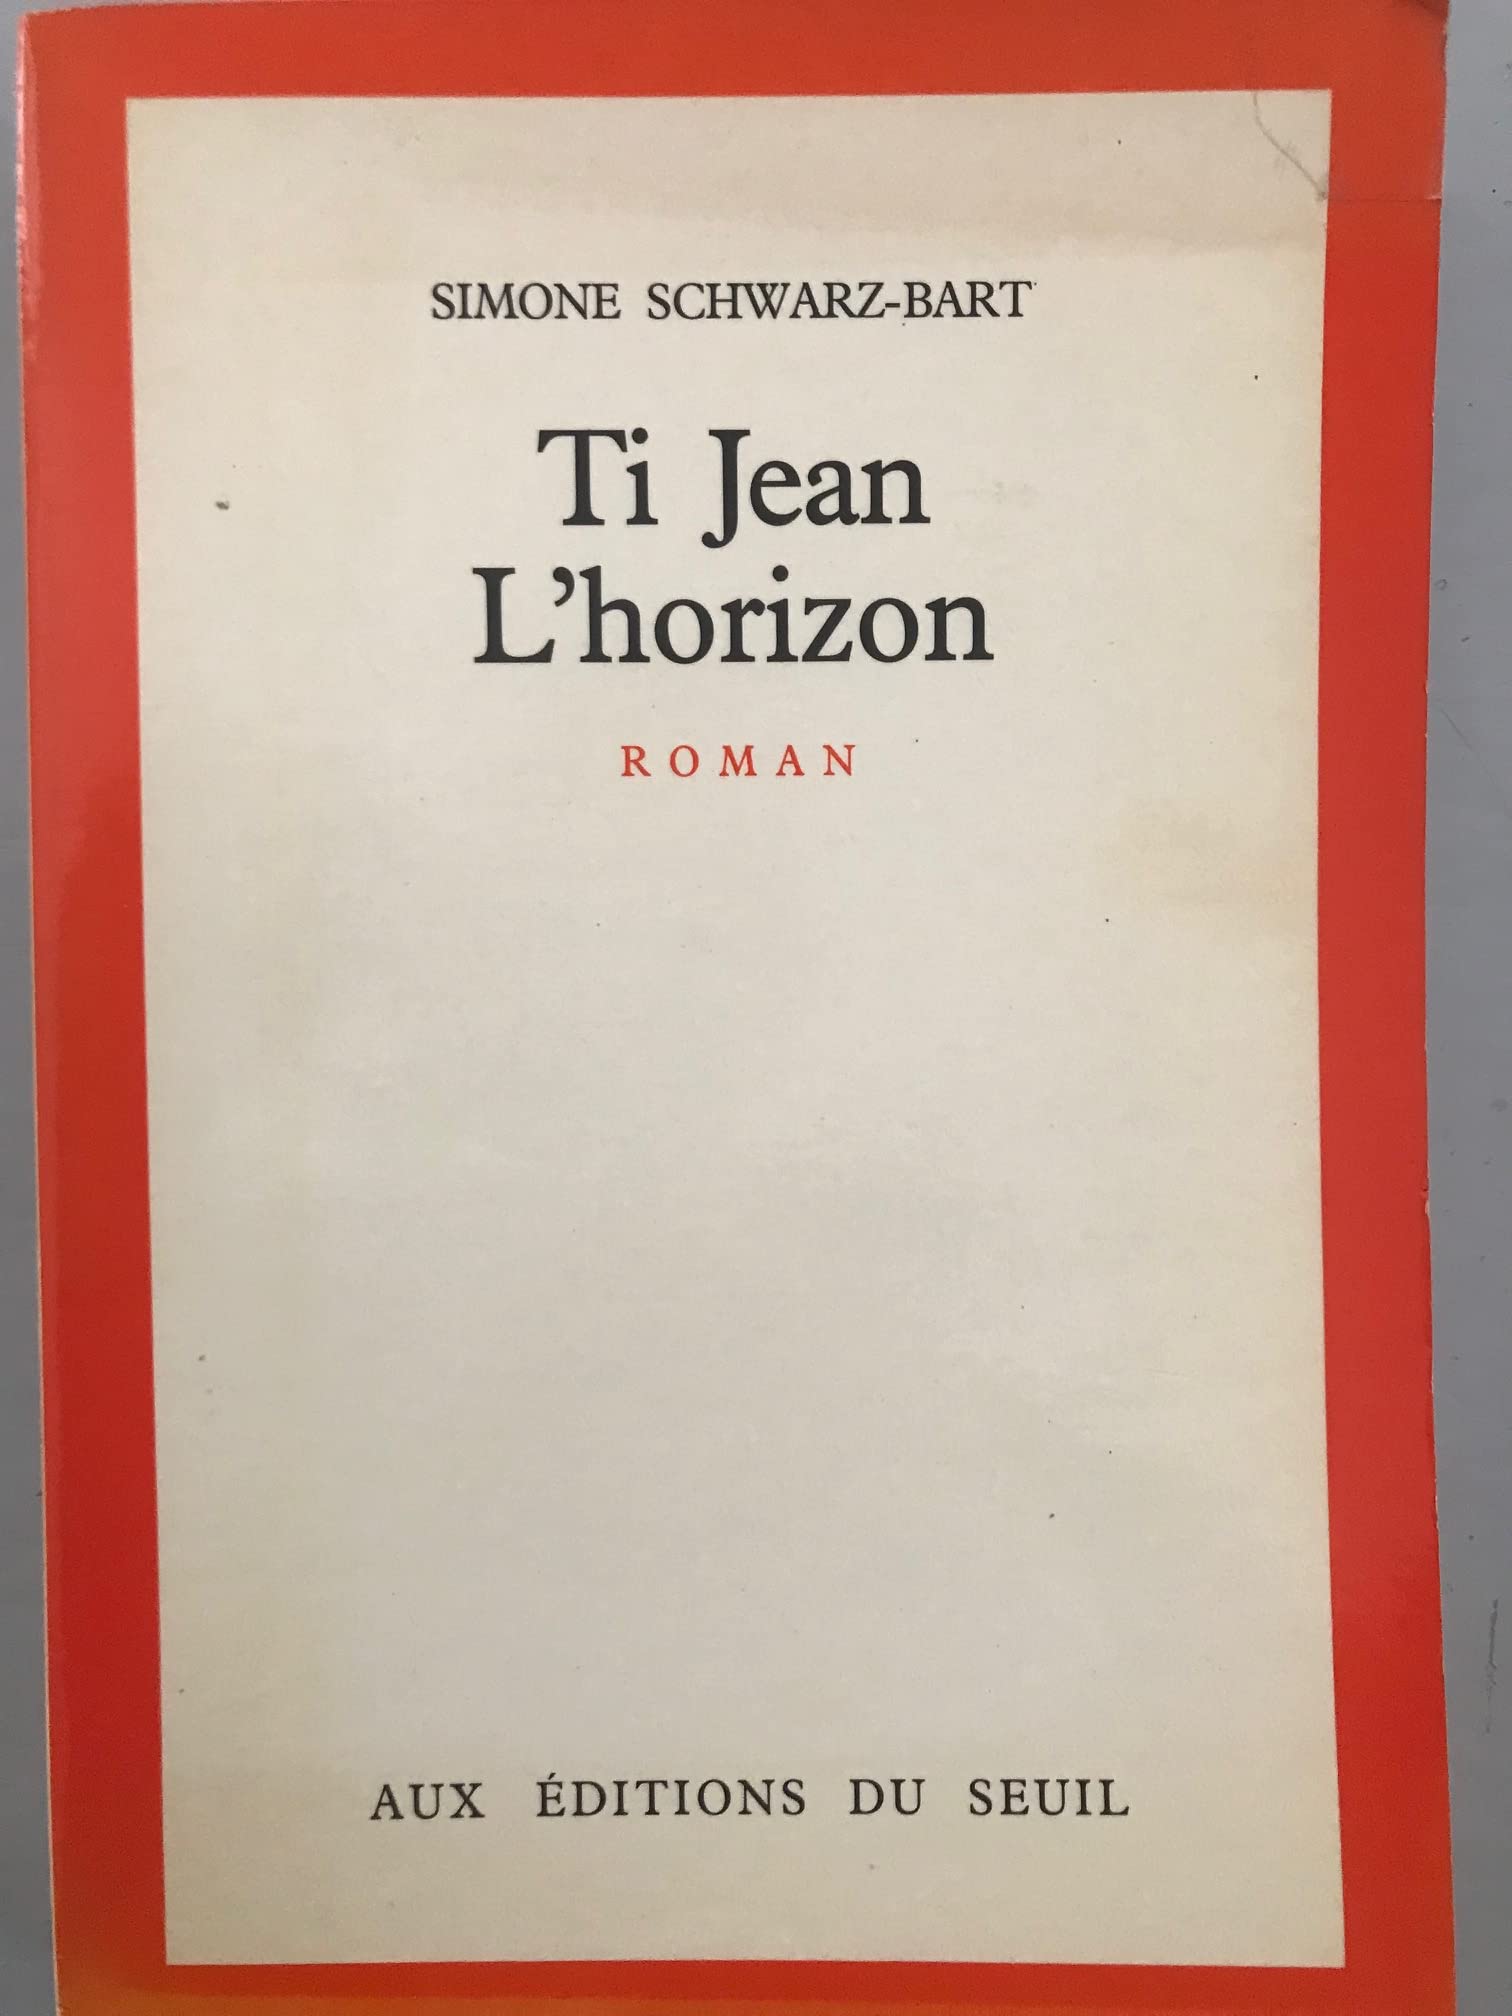 SIMONE SCHWARZ-BART
Ti Jean
L'horizon
ROMAN
AUX ÉDITIONS DU SEUIL